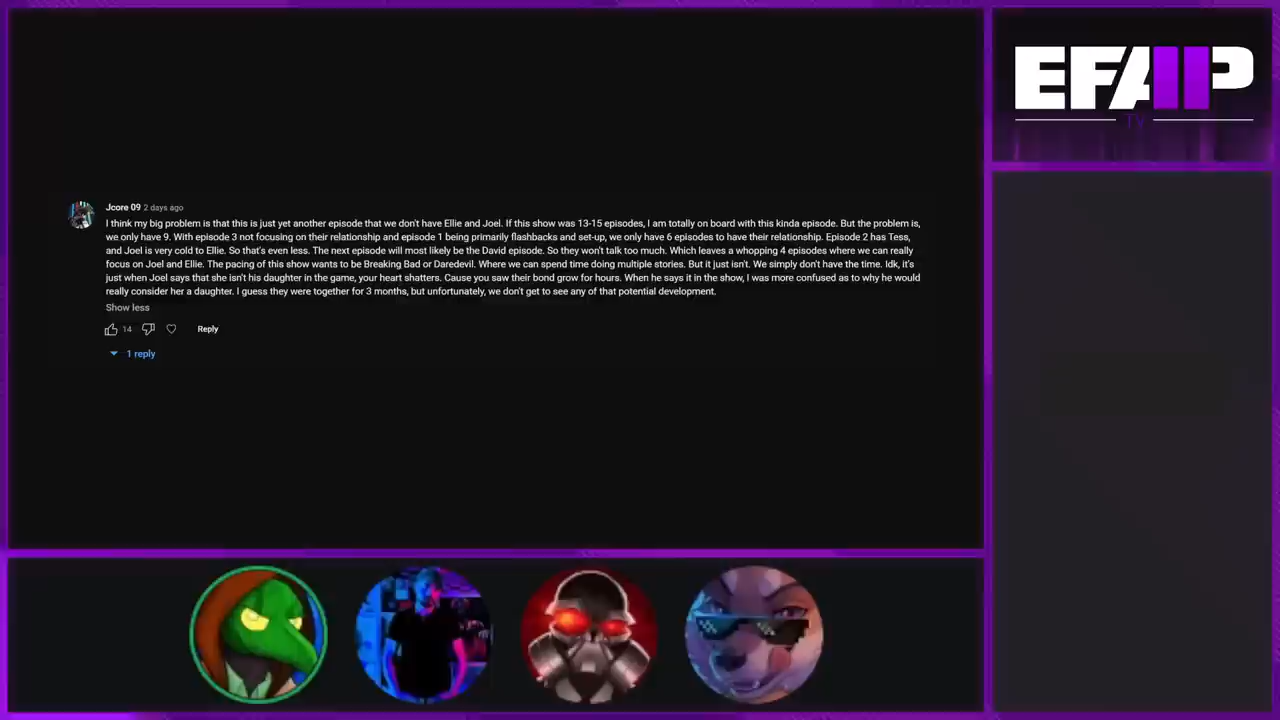 EFAP
TV
Jcore 09 2 days ago
I think my big problem is that this is just yet another episode that we don't have Ellie and Joel. If this show was 13-15 episodes, I am totally on board with this kinda episode. But the problem is,
we only have 9. With episode 3 not focusing on their relationship and episode 1 being primarily flashbacks and set-up, we only have 6 episodes to have their relationship. Episode 2 has Tess,
and Joel is very cold to Ellie. So that's even less. The next episode will most likely be the David episode. So they won't talk too much. Which leaves a whopping 4 episodes where we can really
focus on Joel and Ellie. The pacing of this show wants to be Breaking Bad or Daredevil. Where we can spend time doing multiple stories. But it just isn't. We simply don't have the time. Idk, it's
just when Joel says that she isn't his daughter in the game, your heart shatters. Cause you saw their bond grow for hours. When he says it in the show, I was more confused as to why he would
really consider her a daughter. I guess they were together for 3 months, but unfortunately, we don't get to see any of that potential development.
Show less
14 Reply
1 reply